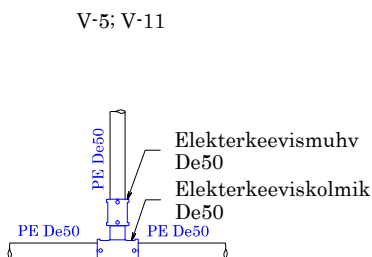 V-5; V-11
PE De50
Elekterkeevismuhv
De50
Elekterkeeviskolmik
De50
PE De50
PE De50